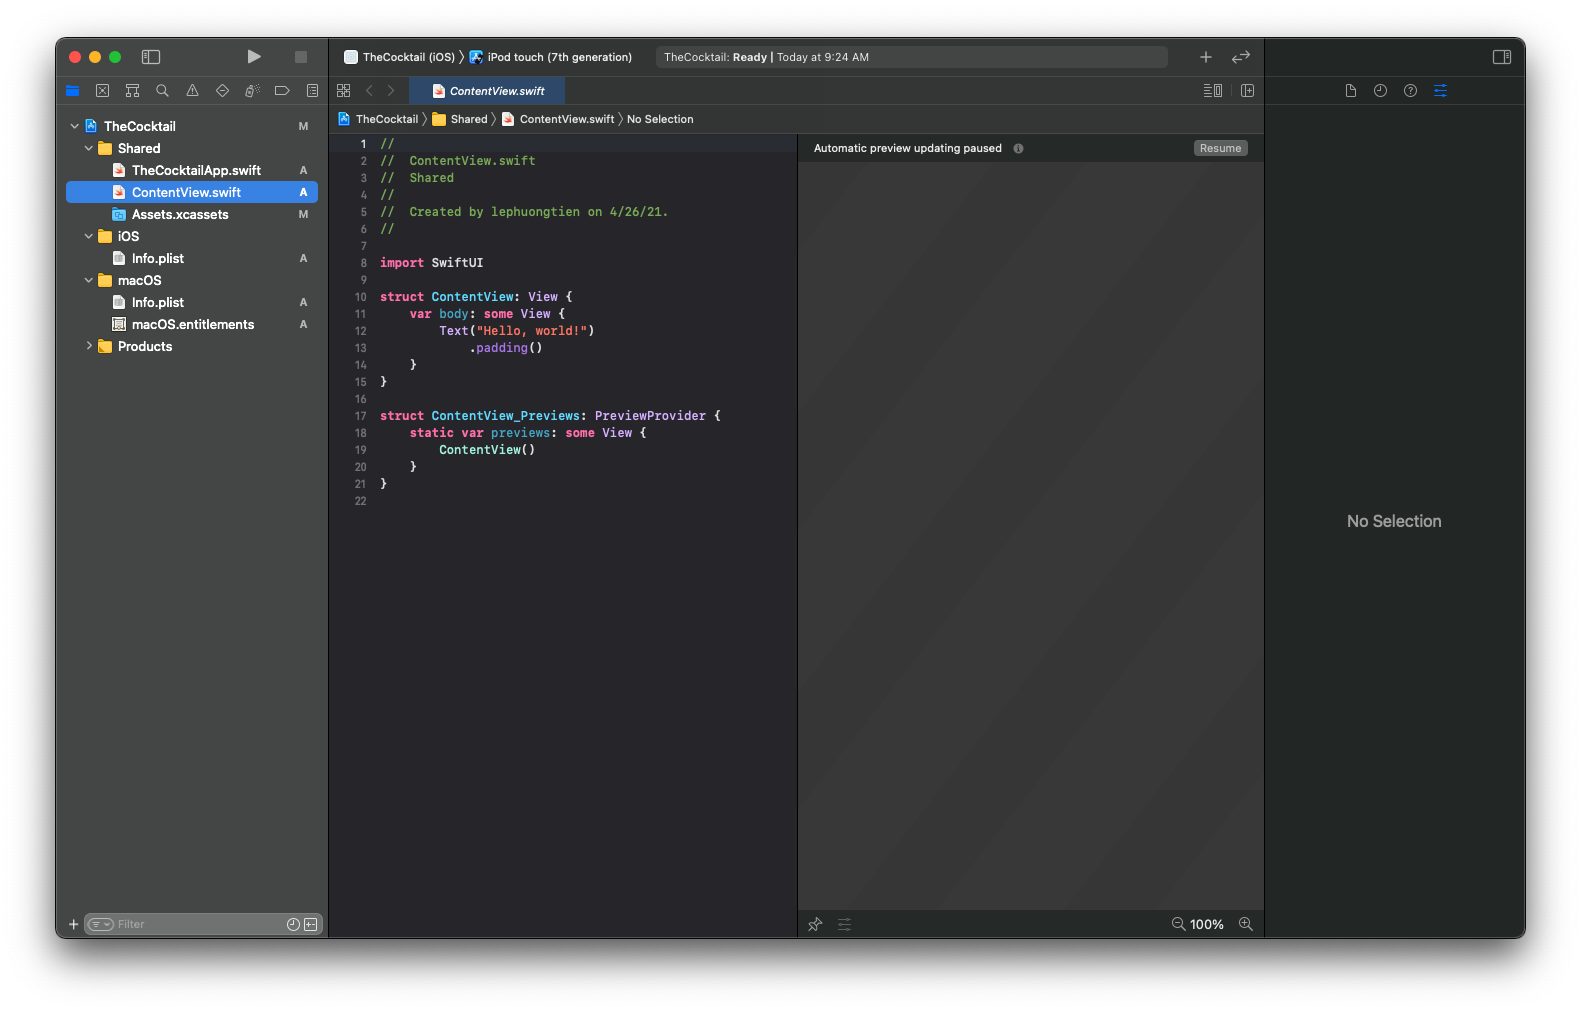 TheCocktail (iOS) iPod touch (7th generation)
TheCocktail: Ready | Today at 9:24 AM
ContentView.swift
TheCocktail Shared ContentView.swift No Selection
TheCocktail M
Shared
TheCocktailApp.swift A
ContentView.swift A
Assets.xcassets M
iOS
Info.plist A
macOS
Info.plist A
macOS.entitlements A
Products
Filter
1 //
2 //  ContentView.swift
3 //  Shared
4 //
5 //  Created by lephuongtien on 4/26/21.
6 //
7
8 import SwiftUI
9
10 struct ContentView: View {
11     var body: some View {
12         Text("Hello, world!")
13             .padding()
14     }
15 }
16
17 struct ContentView_Previews: PreviewProvider {
18     static var previews: some View {
19         ContentView()
20     }
21 }
22
Automatic preview updating paused
Resume
100%
No Selection